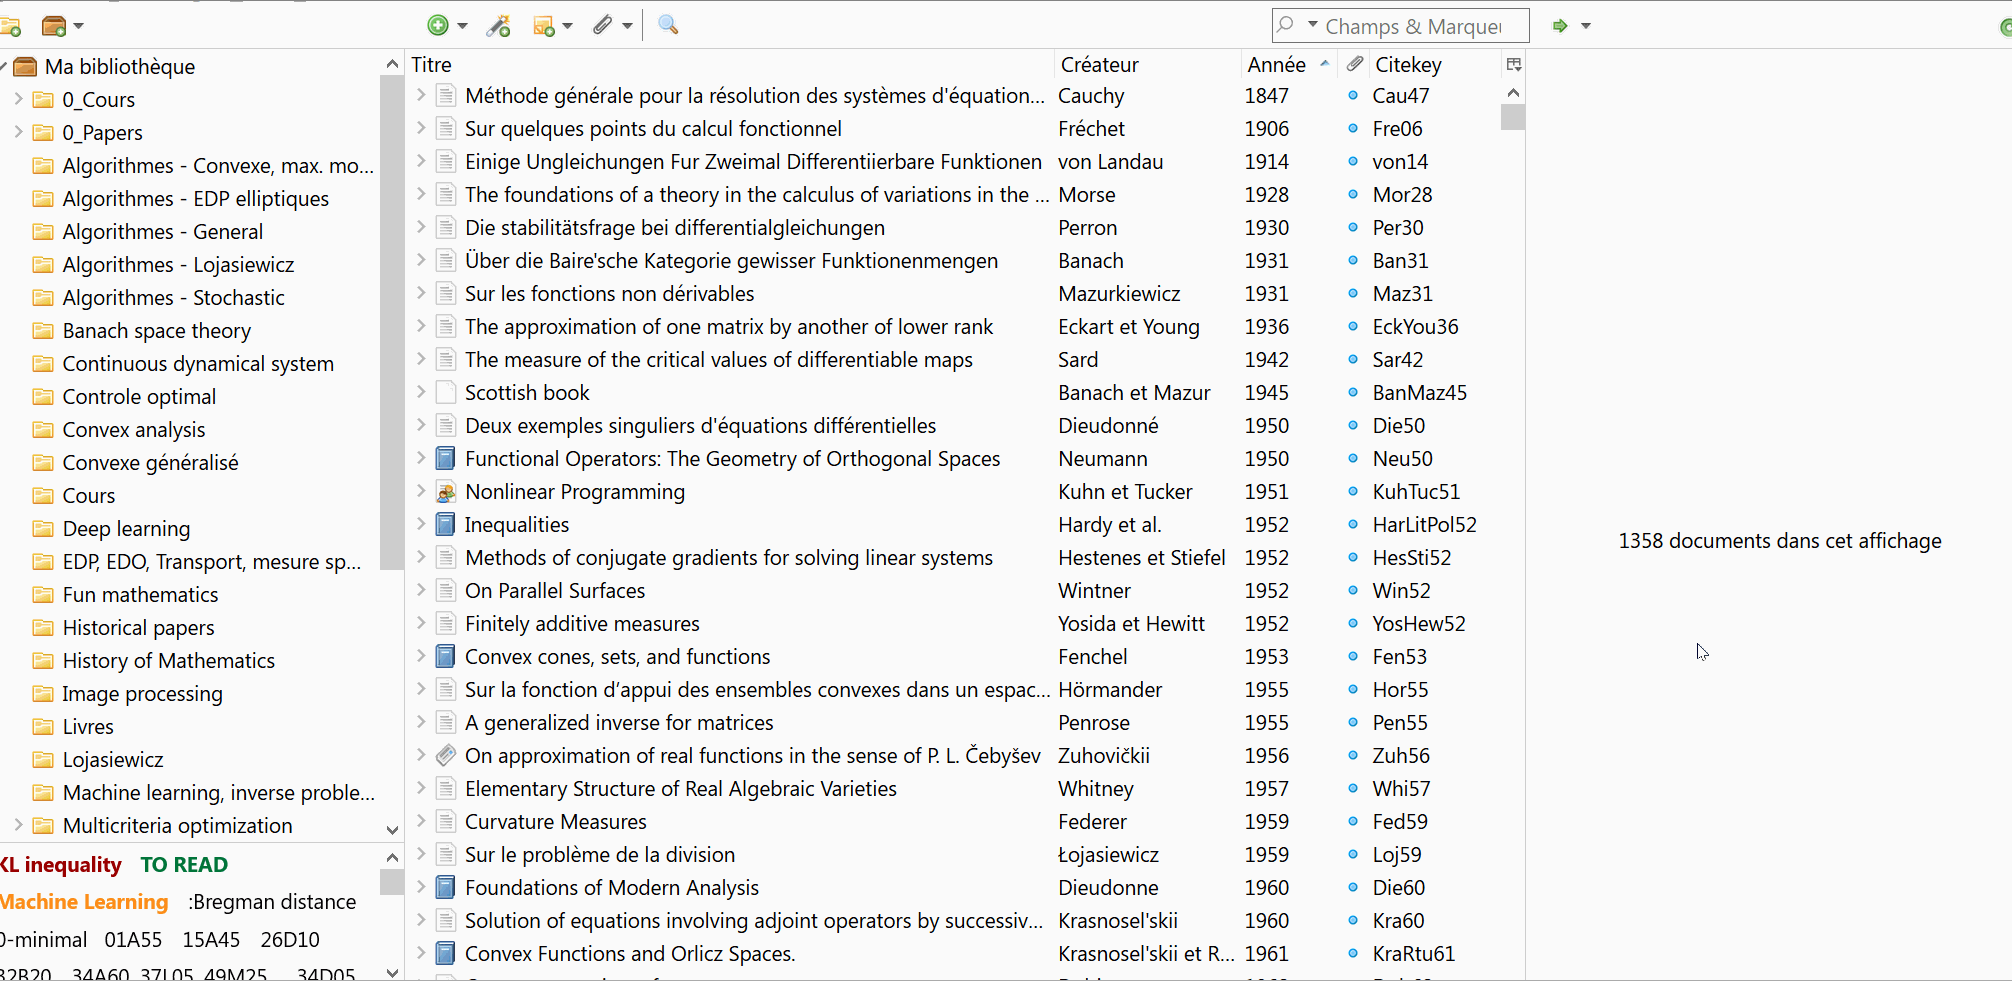 Champs & Marque
Ma bibliothèque
0_Cours
0_Papers
Algorithmes - Convexe, max. mo...
Algorithmes - EDP elliptiques
Algorithmes - General
Algorithmes - Lojasiewicz
Algorithmes - Stochastic
Banach space theory
Continuous dynamical system
Controle optimal
Convex analysis
Convexe généralisé
Cours
Deep learning
EDP, EDO, Transport, mesure sp...
Fun mathematics
Historical papers
History of Mathematics
Image processing
Livres
Lojasiewicz
Machine learning, inverse proble...
Multicriteria optimization
KL inequality TO READ
Machine Learning :Bregman distance
0-minimal 01A55 15A45 26D10
32B20 34A60 37L05 49M25 34D05
Titre Créateur Année Citekey
Méthode générale pour la résolution des systèmes d'équation... Cauchy 1847 Cau47
Sur quelques points du calcul fonctionnel Fréchet 1906 Fre06
Einige Ungleichungen Fur Zweimal Differentiierbare Funktionen von Landau 1914 von14
The foundations of a theory in the calculus of variations in the ... Morse 1928 Mor28
Die stabilitätsfrage bei differentialgleichungen Perron 1930 Per30
Über die Baire'sche Kategorie gewisser Funktionenmengen Banach 1931 Ban31
Sur les fonctions non dérivables Mazurkiewicz 1931 Maz31
The approximation of one matrix by another of lower rank Eckart et Young 1936 EckYou36
The measure of the critical values of differentiable maps Sard 1942 Sar42
Scottish book Banach et Mazur 1945 BanMaz45
Deux exemples singuliers d'équations différentielles Dieudonné 1950 Die50
Functional Operators: The Geometry of Orthogonal Spaces Neumann 1950 Neu50
Nonlinear Programming Kuhn et Tucker 1951 KuhTuc51
Inequalities Hardy et al. 1952 HarLitPol52
Methods of conjugate gradients for solving linear systems Hestenes et Stiefel 1952 HesSti52
On Parallel Surfaces Wintner 1952 Win52
Finitely additive measures Yosida et Hewitt 1952 YosHew52
Convex cones, sets, and functions Fenchel 1953 Fen53
Sur la fonction d’appui des ensembles convexes dans un espac... Hörmander 1955 Hor55
A generalized inverse for matrices Penrose 1955 Pen55
On approximation of real functions in the sense of P. L. Čebyšev Zuhovičkii 1956 Zuh56
Elementary Structure of Real Algebraic Varieties Whitney 1957 Whi57
Curvature Measures Federer 1959 Fed59
Sur le problème de la division Łojasiewicz 1959 Loj59
Foundations of Modern Analysis Dieudonne 1960 Die60
Solution of equations involving adjoint operators by successiv... Krasnosel'skii 1960 Kra60
Convex Functions and Orlicz Spaces. Krasnosel'skii et R... 1961 KraRtu61
1358 documents dans cet affichage